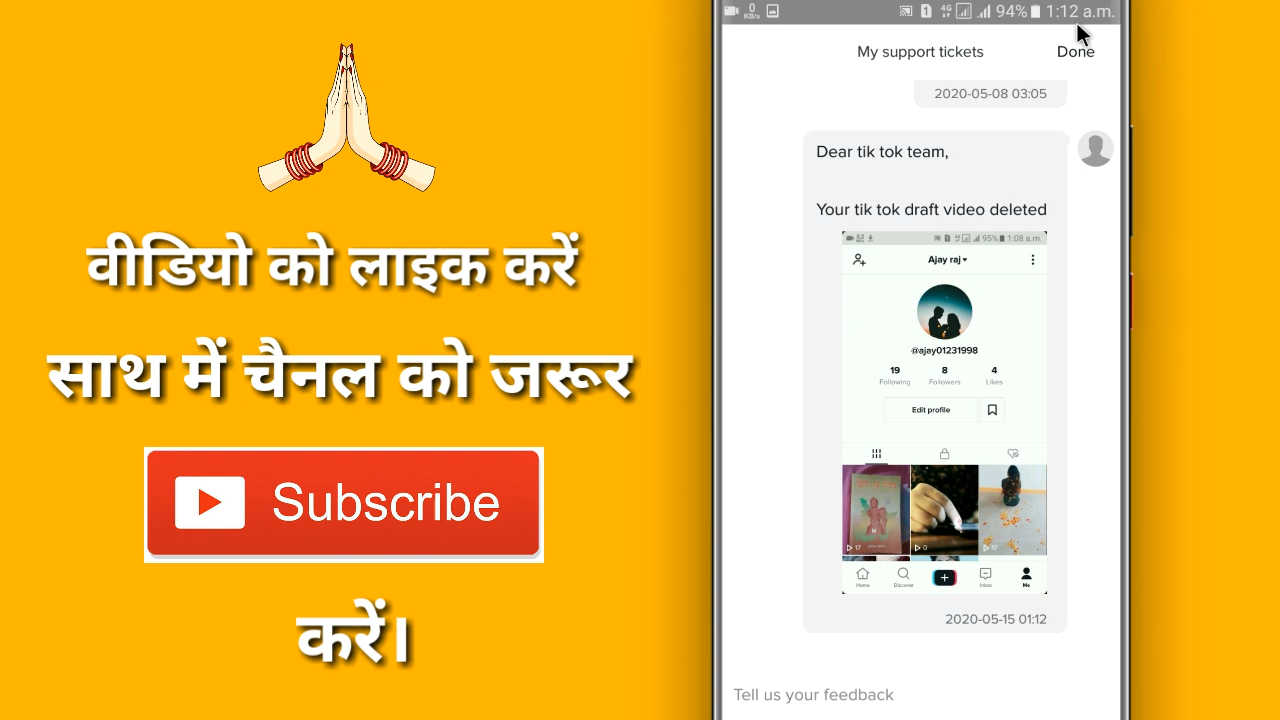 वीडियो को लाइक करें
साथ में चैनल को जरूर
Subscribe
करें।
0
KB/s
1
4G
94%
1:12 a.m.
My support tickets
Done
2020-05-08 03:05
Dear tik tok team,
Your tik tok draft video deleted
95%
1:08 a.m.
Ajay raj
@ajay01231998
19
8
4
Following
Followers
Likes
Edit profile
17
0
17
Home
Discover
Inbox
Me
2020-05-15 01:12
Tell us your feedback